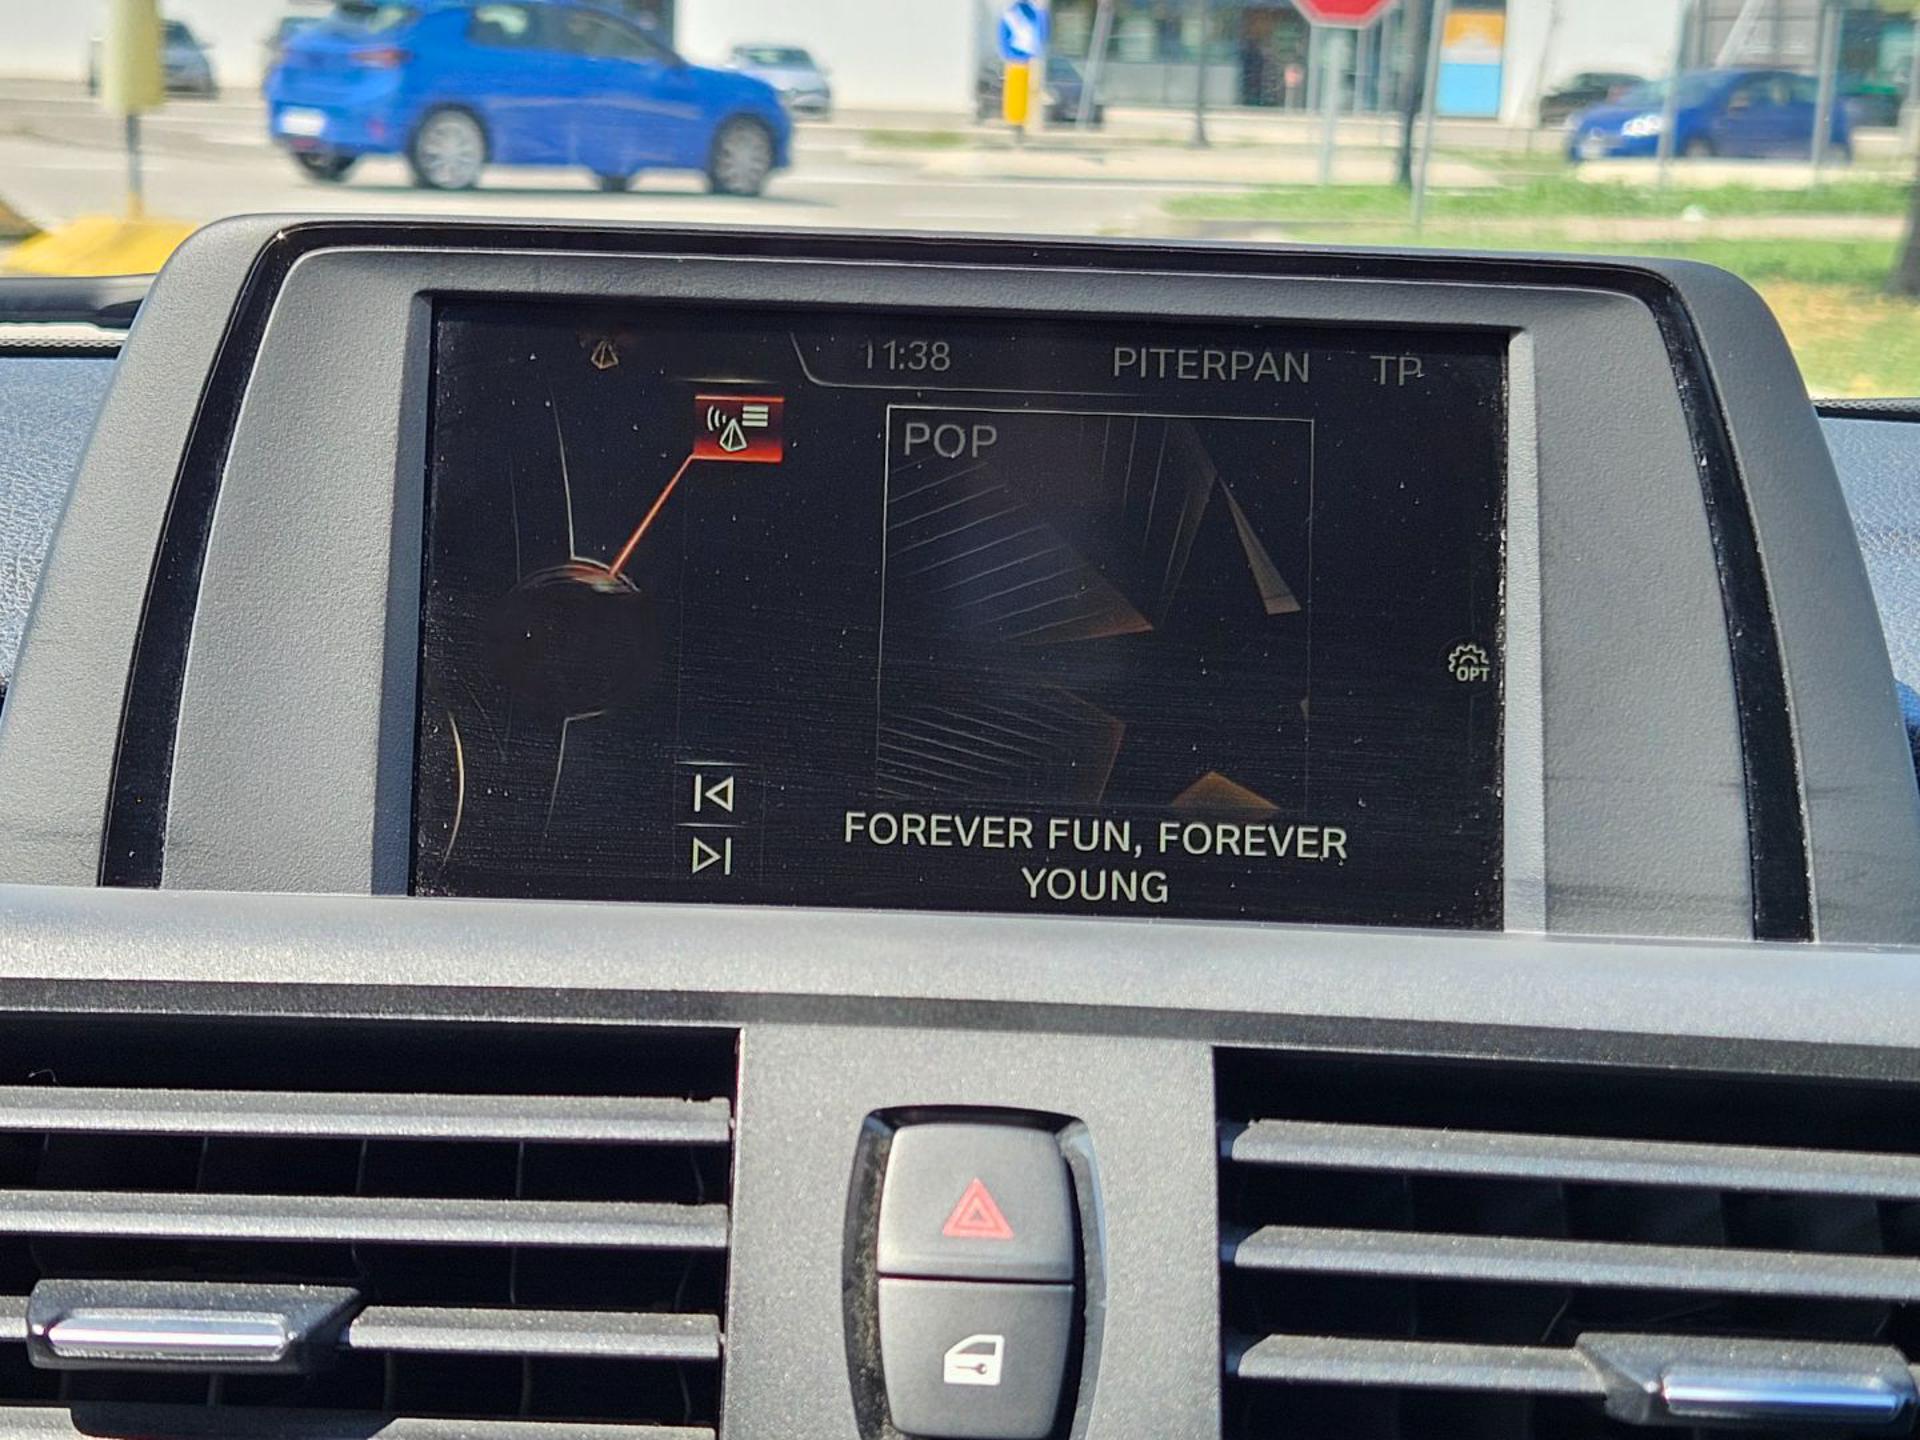 11:38 PITERPAN TP
POP
OPT
FOREVER FUN, FOREVER
YOUNG